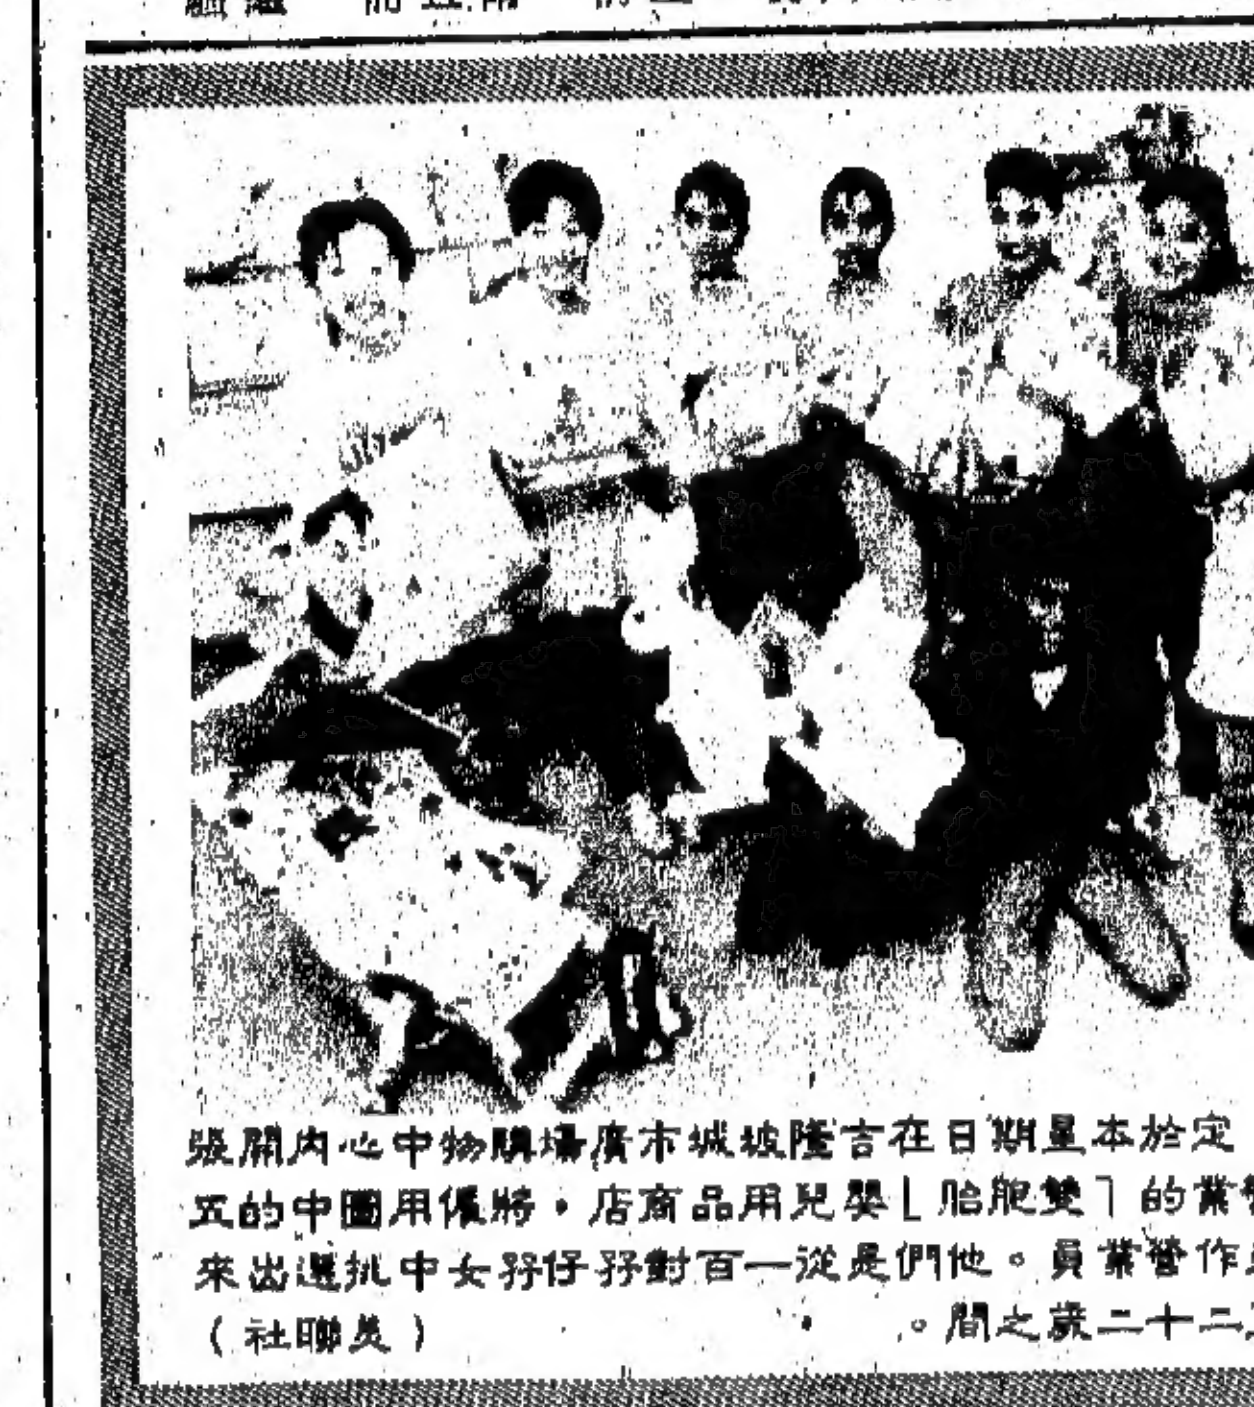 定於本星期日在吉隆坡城市廣場購物中心內開張
業的「雙胞胎」嬰兒用品商店，將僱用圖中的五
作營業員。他們是從一百對孖仔孖女中挑選出來
二十二歲之間。（美聯社）